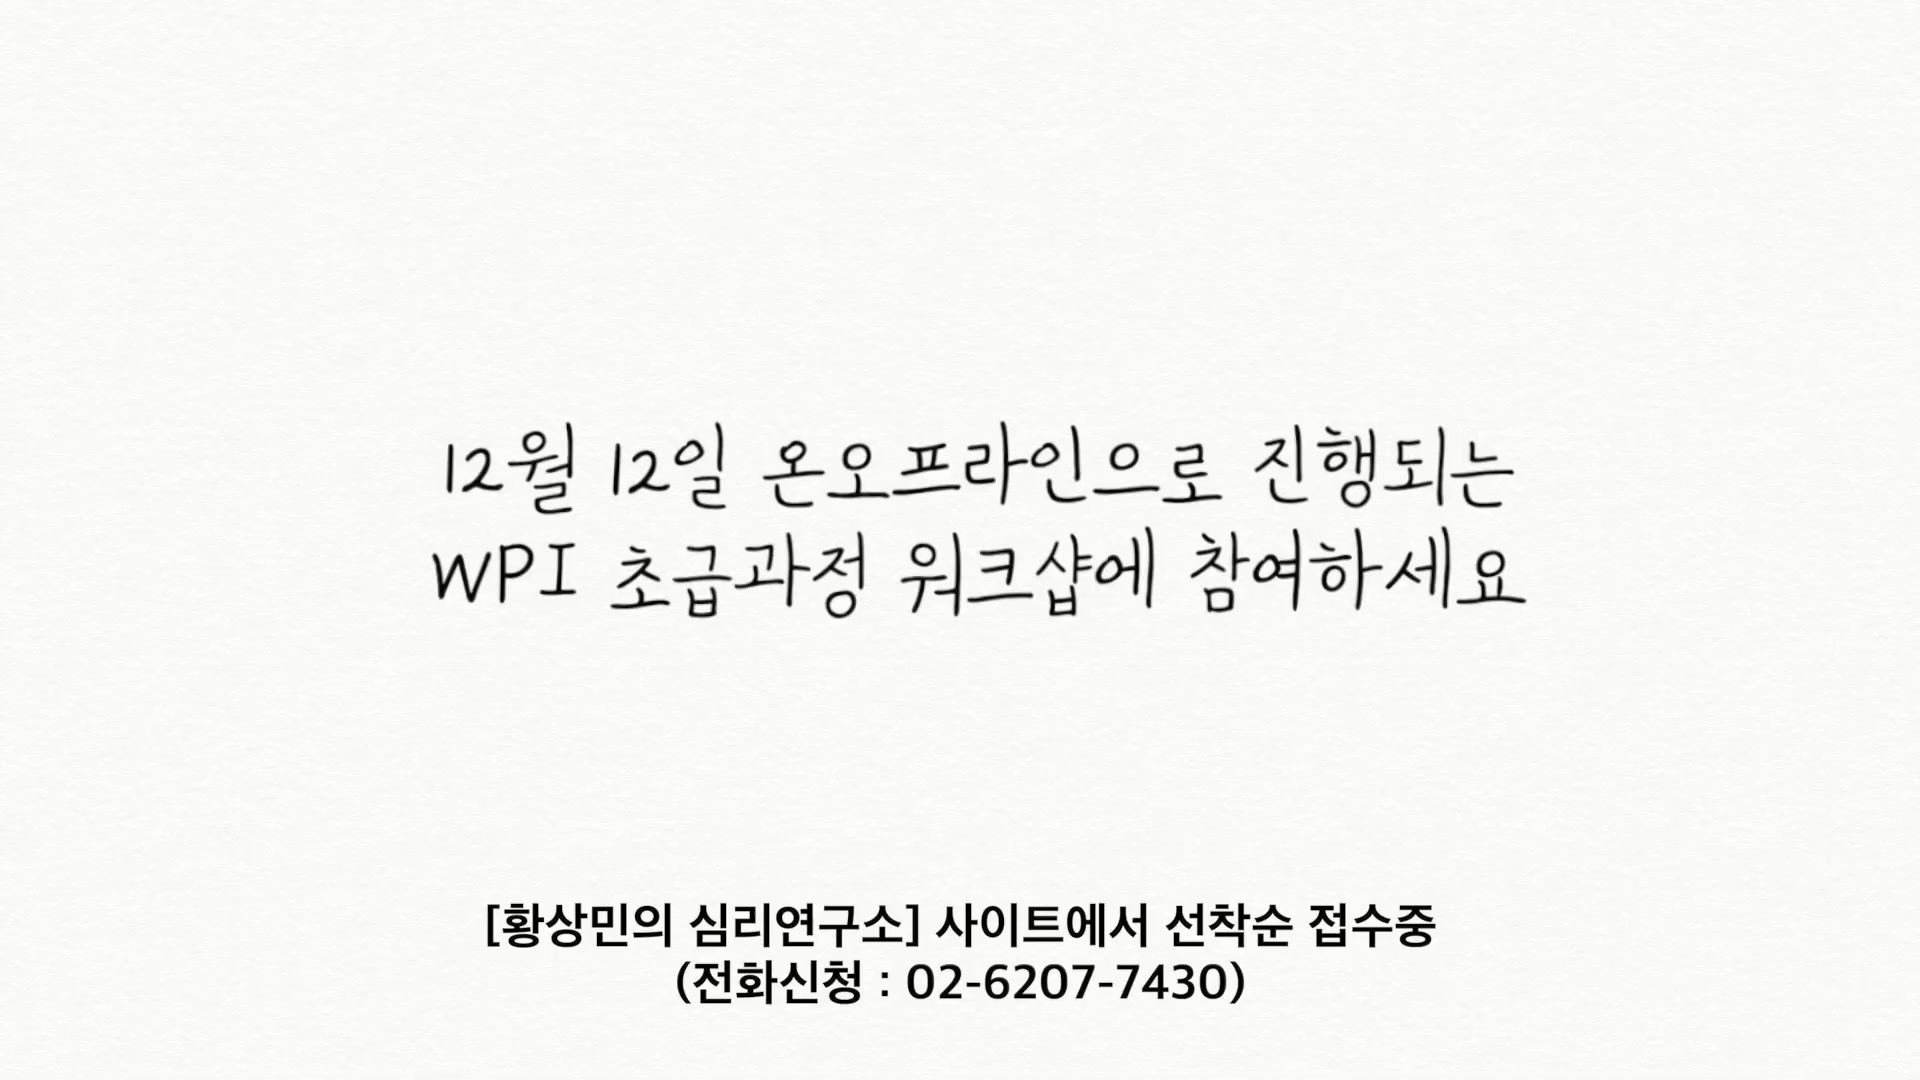 12월 12일 온오프라인으로 진행되는
WPI 초급과정 워크샵에 참여하세요
[황상민의 심리연구소] 사이트에서 선착순 접수중
(전화신청 : 02-6207-7430)